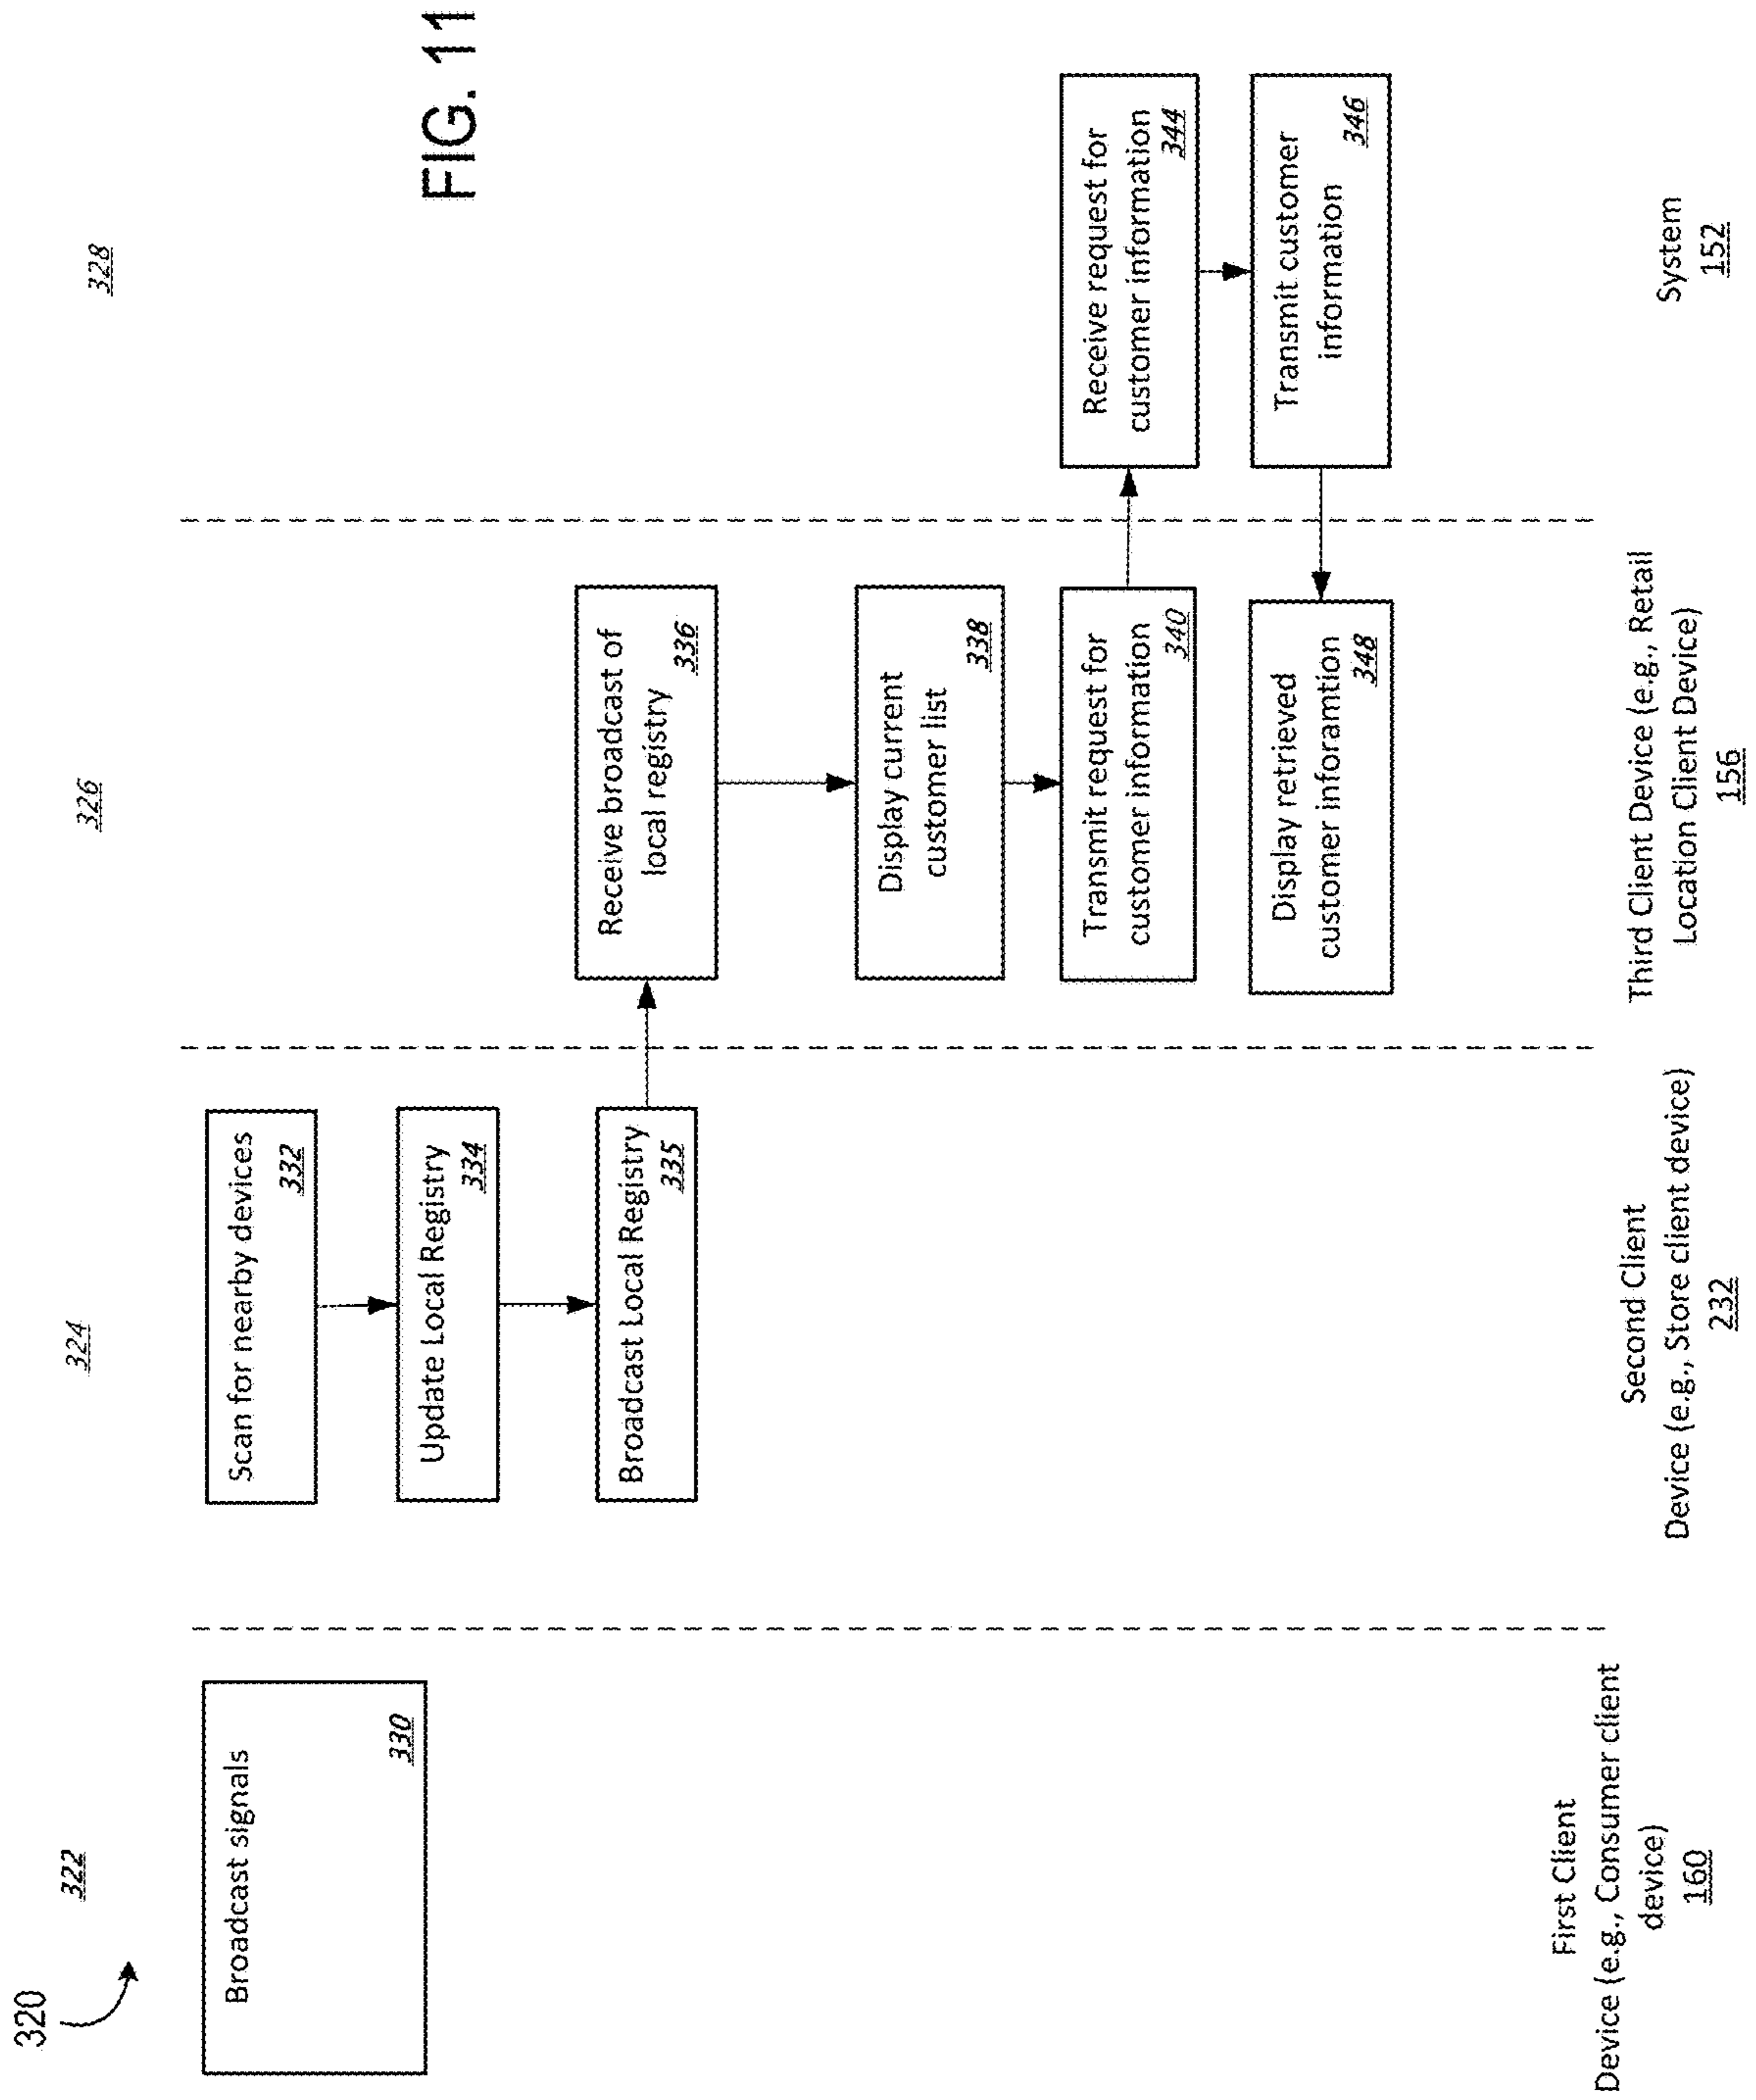 FIG. 11
320
322
324
326
328
Broadcast signals
330
Scan for nearby devices
332
Update Local Registry
334
Broadcast Local Registry
335
Receive broadcast of
local registry
336
Display current
customer list
338
Transmit request for
customer information
340
Receive request for
customer information
344
Transmit customer
information
346
Display retrieved
customer inforamtion
348
First Client
Device (e.g., Consumer client
device)
160
Second Client
Device (e.g., Store client device)
232
Third Client Device (e.g., Retail
Location Client Device)
156
System
152